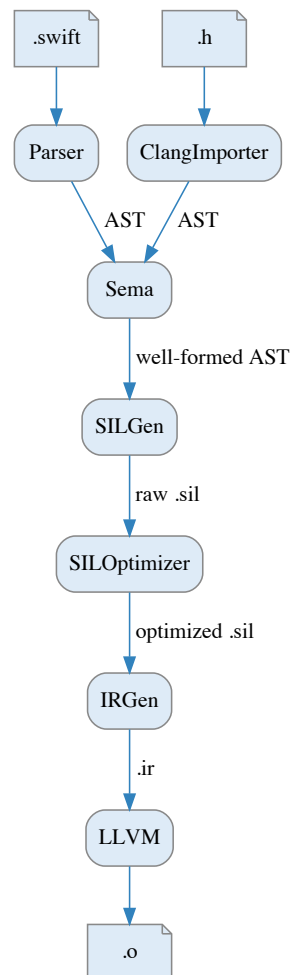 .swift
.h
Parser
ClangImporter
AST
AST
Sema
well-formed AST
SILGen
raw .sil
SILOptimizer
optimized .sil
IRGen
.ir
LLVM
.o